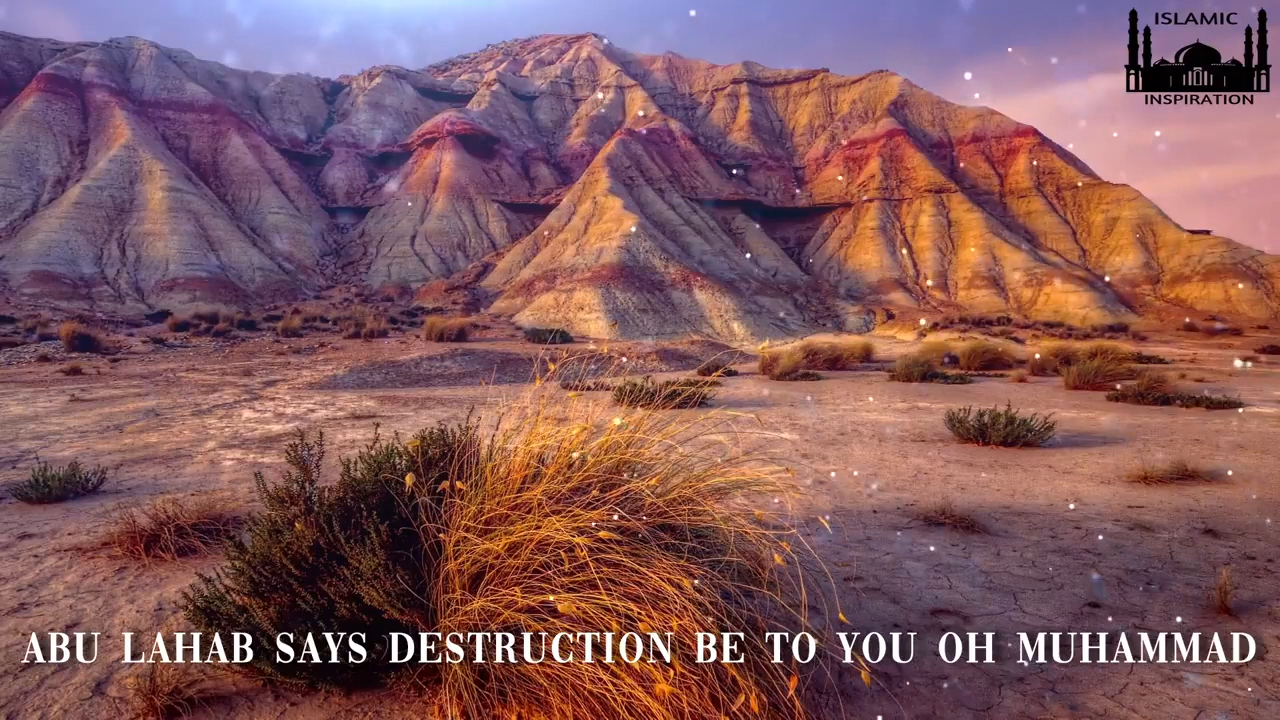 ISLAMIC
INSPIRATION
ABU LAHAB SAYS DESTRUCTION BE TO YOU OH MUHAMMAD